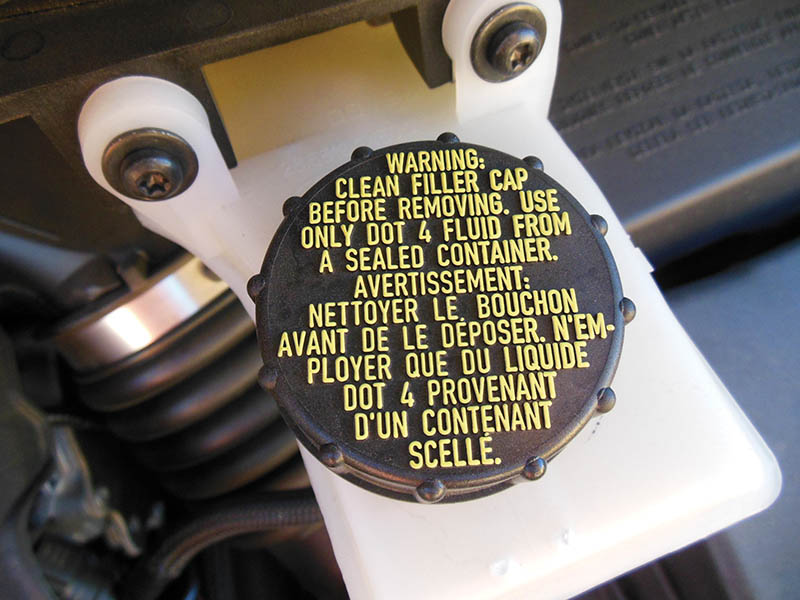 WARNING:
CLEAN FILLER CAP
BEFORE REMOVING. USE
ONLY DOT 4 FLUID FROM
A SEALED CONTAINER.
AVERTISSEMENT:
NETTOYER LE. BOUCHON
AVANT DE LE DÉPOSER. N'EM-
PLOYER QUE DU LIQUIDE
DOT 4 PROVENANT
D'UN CONTENANT
SCELLÉ.